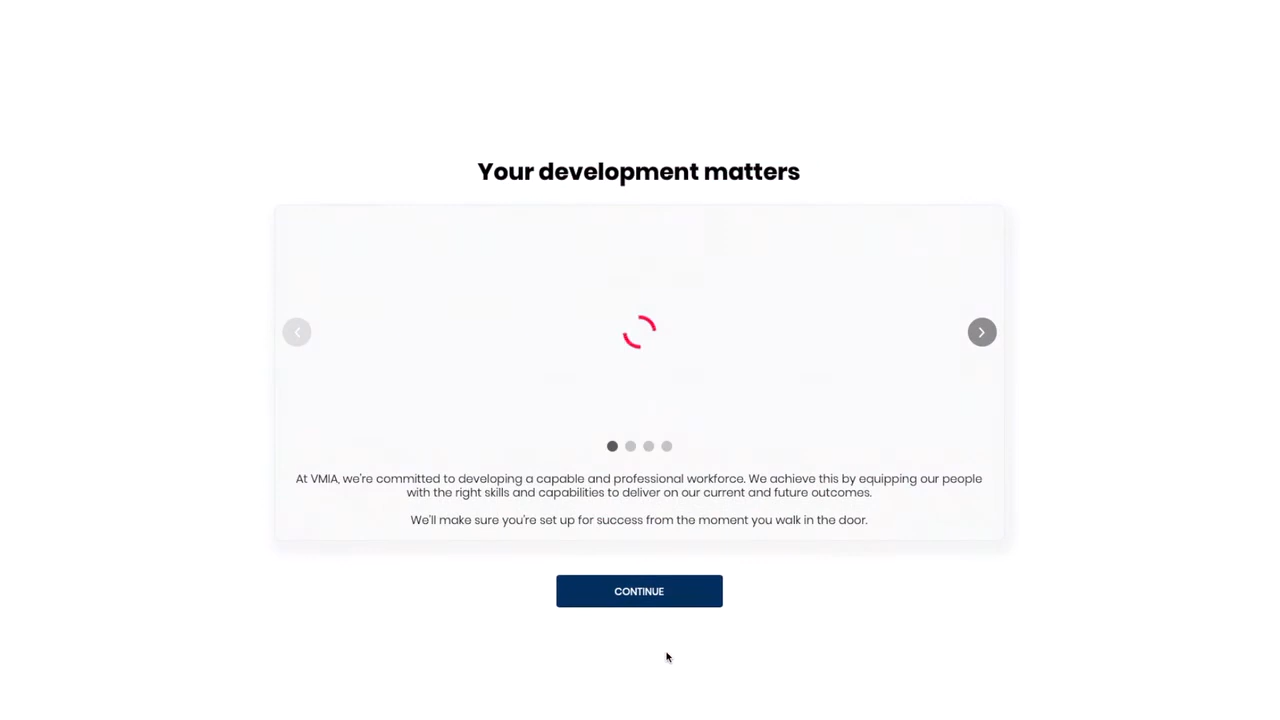 Your development matters
At VMIA, we're committed to developing a capable and professional workforce. We achieve this by equipping our people
with the right skills and capabilities to deliver on our current and future outcomes.
We'll make sure you're set up for success from the moment you walk in the door.
CONTINUE